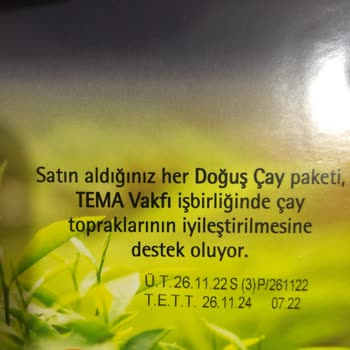 Satın aldığınız her Doğuş Çay paketi,
TEMA Vakfı işbirliğinde çay
topraklarının iyileştirilmesine
destek oluyor.
Ü.T.26.11.22 S (3)P/261122
T.E.T.T. 26.11.24 07:22